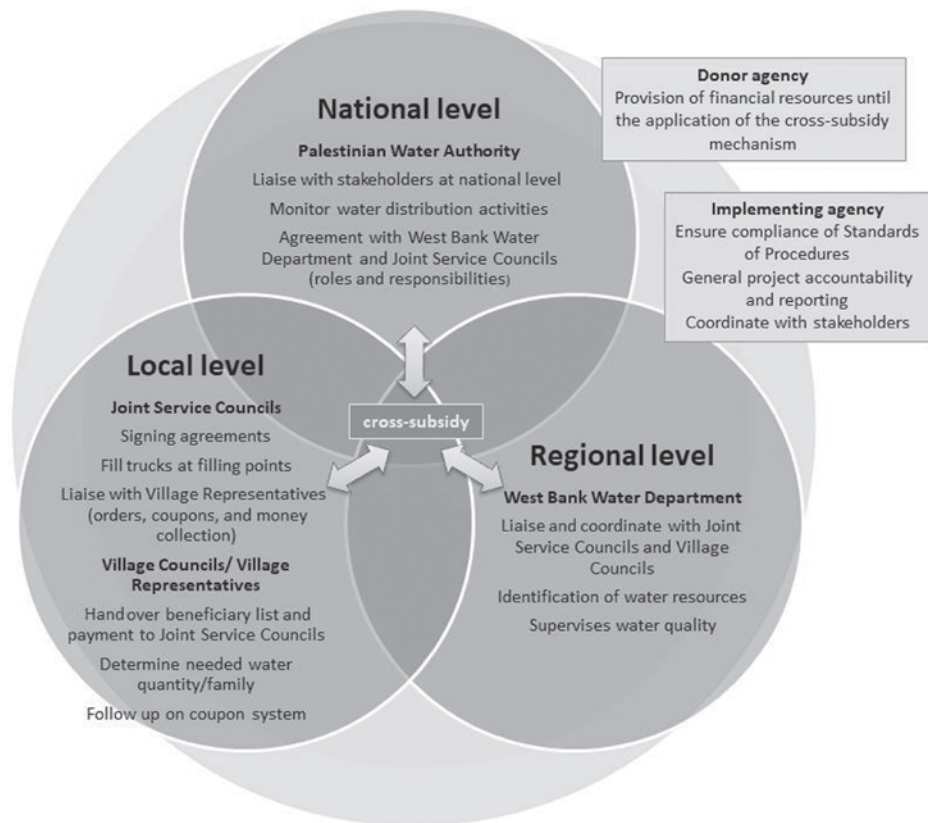 National level
Palestinian Water Authority
Liaise with stakeholders at national level
Monitor water distribution activities
Agreement with West Bank Water
Department and Joint Service Councils
(roles and responsibilities)
Donor agency
Provision of financial resources until
the application of the cross-subsidy
mechanism
Implementing agency
Ensure compliance of Standards
of Procedures
General project accountability
and reporting
Coordinate with stakeholders
cross-subsidy
Local level
Joint Service Councils
Signing agreements
Fill trucks at filling points
Liaise with Village Representatives
(orders, coupons, and money
collection)
Village Councils/ Village
Representatives
Handover beneficiary list and
payment to Joint Service Councils
Determine needed water
quantity/family
Follow up on coupon system
Regional level
West Bank Water Department
Liaise and coordinate with Joint
Service Councils and Village
Councils
Identification of water resources
Supervises water quality